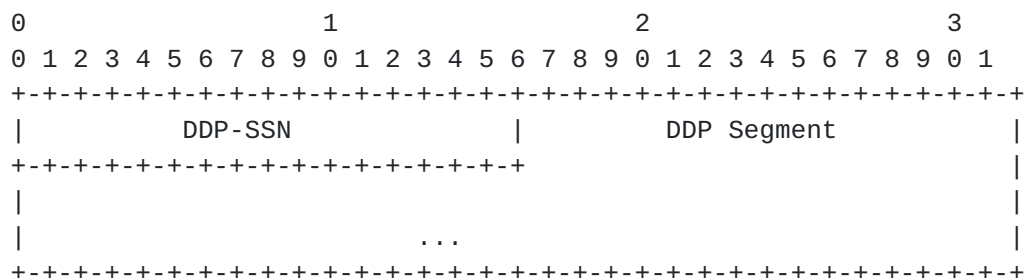 0                   1                   2                   3
0 1 2 3 4 5 6 7 8 9 0 1 2 3 4 5 6 7 8 9 0 1 2 3 4 5 6 7 8 9 0 1
+-+-+-+-+-+-+-+-+-+-+-+-+-+-+-+-+-+-+-+-+-+-+-+-+-+-+-+-+-+-+-+-+
|          DDP-SSN              |         DDP Segment           |
+-+-+-+-+-+-+-+-+-+-+-+-+-+-+-+-+                               |
|                                                               |
|                         ...                                   |
+-+-+-+-+-+-+-+-+-+-+-+-+-+-+-+-+-+-+-+-+-+-+-+-+-+-+-+-+-+-+-+-+